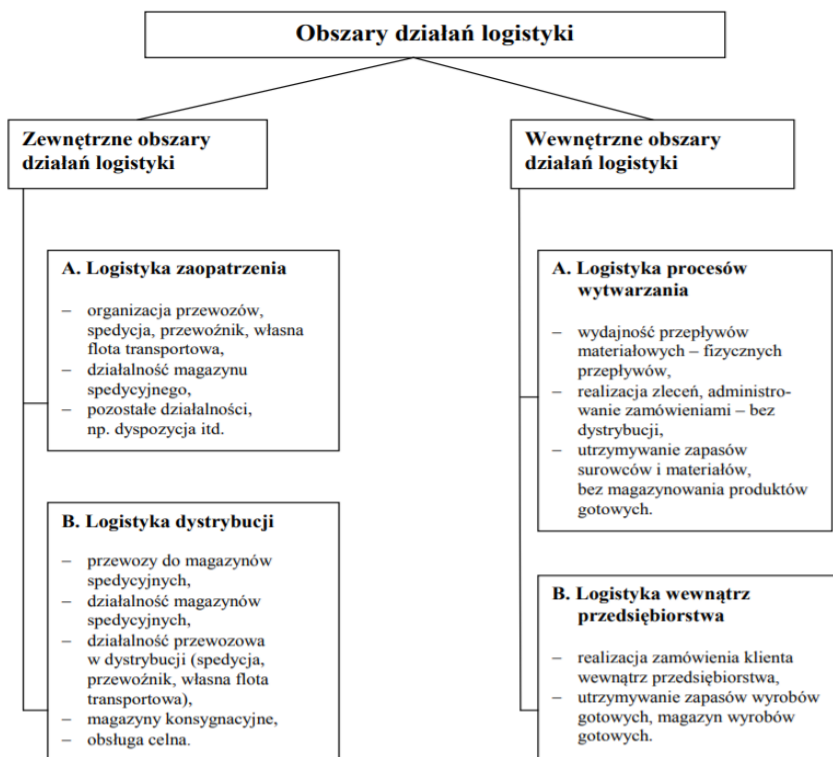 Obszary działań logistyki
Zewnętrzne obszary
działań logistyki
A. Logistyka zaopatrzenia
– organizacja przewozów,
spedycja, przewoźnik, własna
flota transportowa,
– działalność magazynu
spedycyjnego,
– pozostałe działalności,
np. dyspozycja itd.
B. Logistyka dystrybucji
– przewozy do magazynów
spedycyjnych,
– działalność magazynów
spedycyjnych,
– działalność przewozowa
w dystrybucji (spedycja,
przewoźnik, własna flota
transportowa),
– magazyny konsygnacyjne,
– obsługa celna.
Wewnętrzne obszary
działań logistyki
A. Logistyka procesów
wytwarzania
– wydajność przepływów
materiałowych – fizycznych
przepływów,
– realizacja zleceń, administro-
wanie zamówieniami – bez
dystrybucji,
– utrzymywanie zapasów
surowców i materiałów,
bez magazynowania produktów
gotowych.
B. Logistyka wewnątrz
przedsiębiorstwa
– realizacja zamówienia klienta
wewnątrz przedsiębiorstwa,
– utrzymywanie zapasów wyrobów
gotowych, magazyn wyrobów
gotowych.